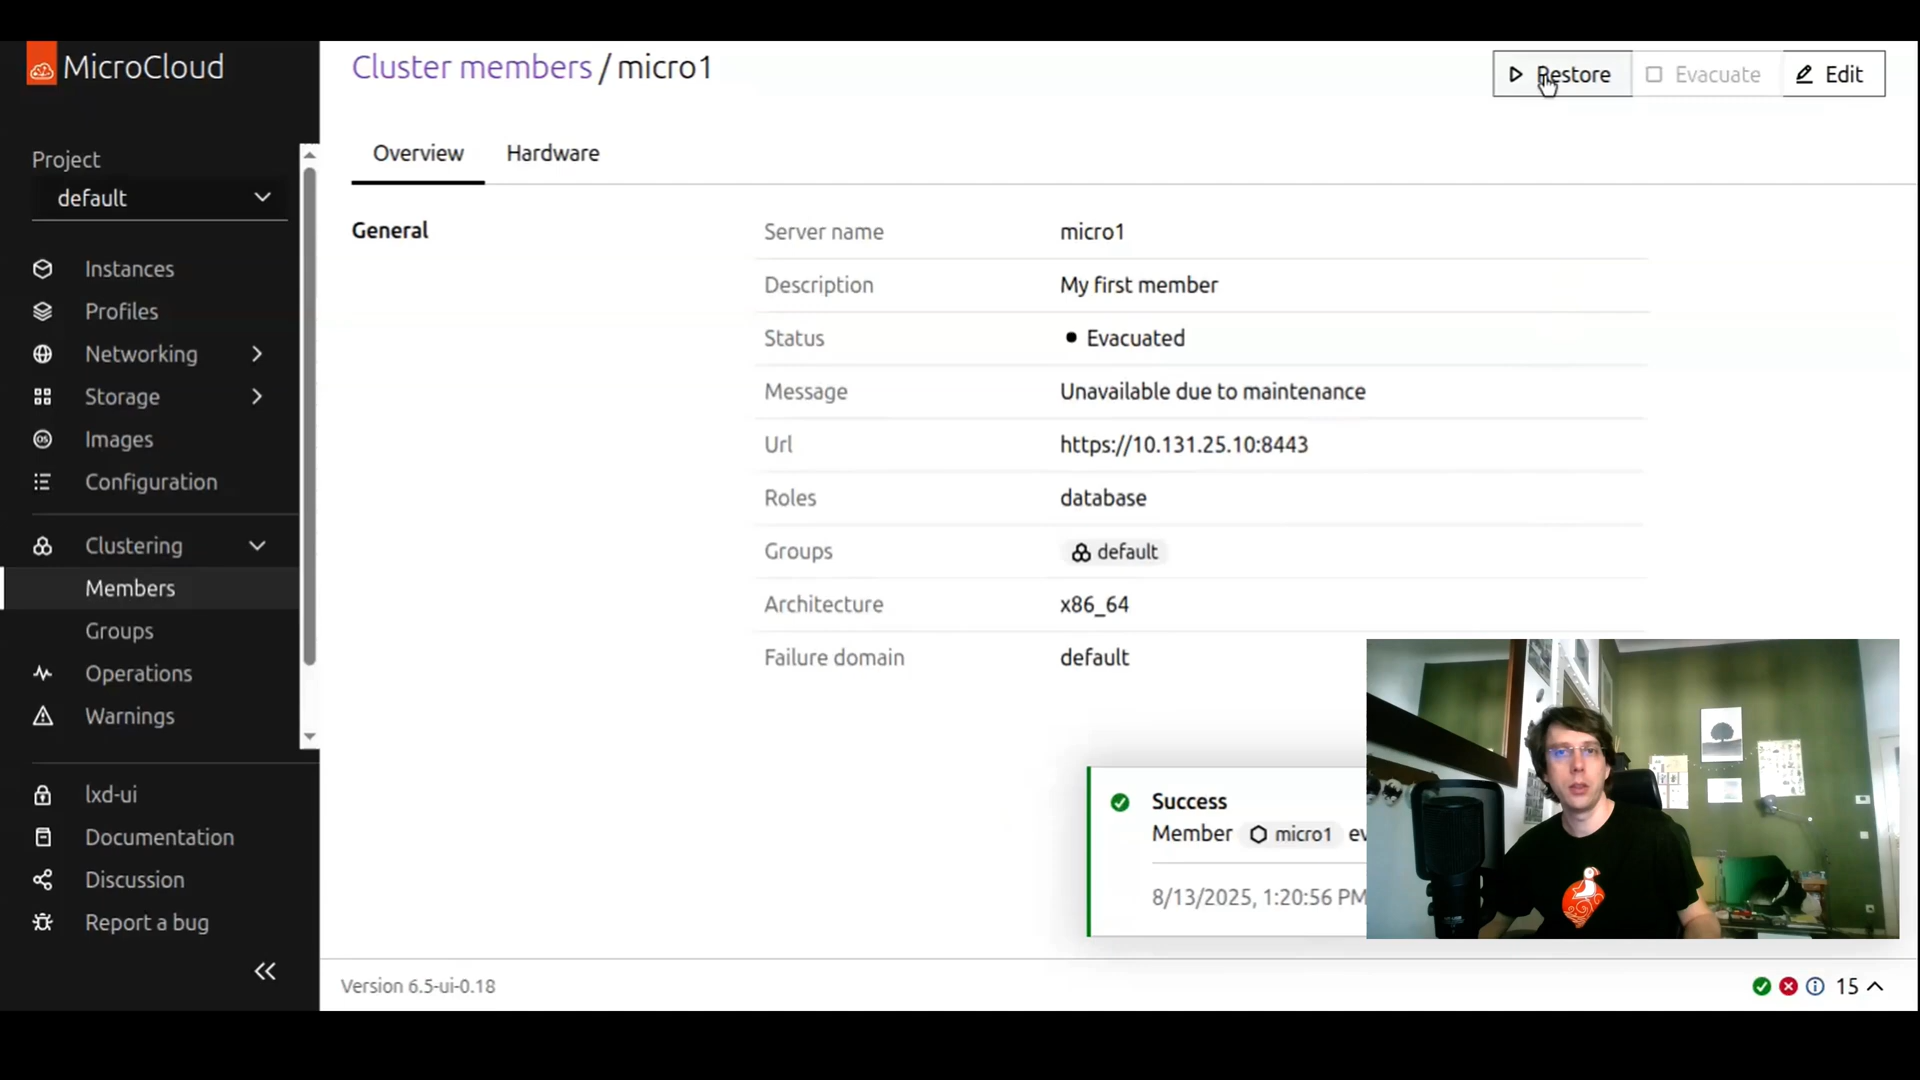 MicroCloud
Cluster members / micro1
Restore
Evacuate
Edit
Project
default
Overview
Hardware
General
Server name micro1
Description My first member
Status Evacuated
Message Unavailable due to maintenance
Url https://10.131.25.10:8443
Roles database
Groups default
Architecture x86_64
Failure domain default
Instances
Profiles
Networking
Storage
Images
Configuration
Clustering
Members
Groups
Operations
Warnings
lxd-ui
Documentation
Discussion
Report a bug
Success
Member micro1 ev
8/13/2025, 1:20:56 PM
Version 6.5-ui-0.18
15